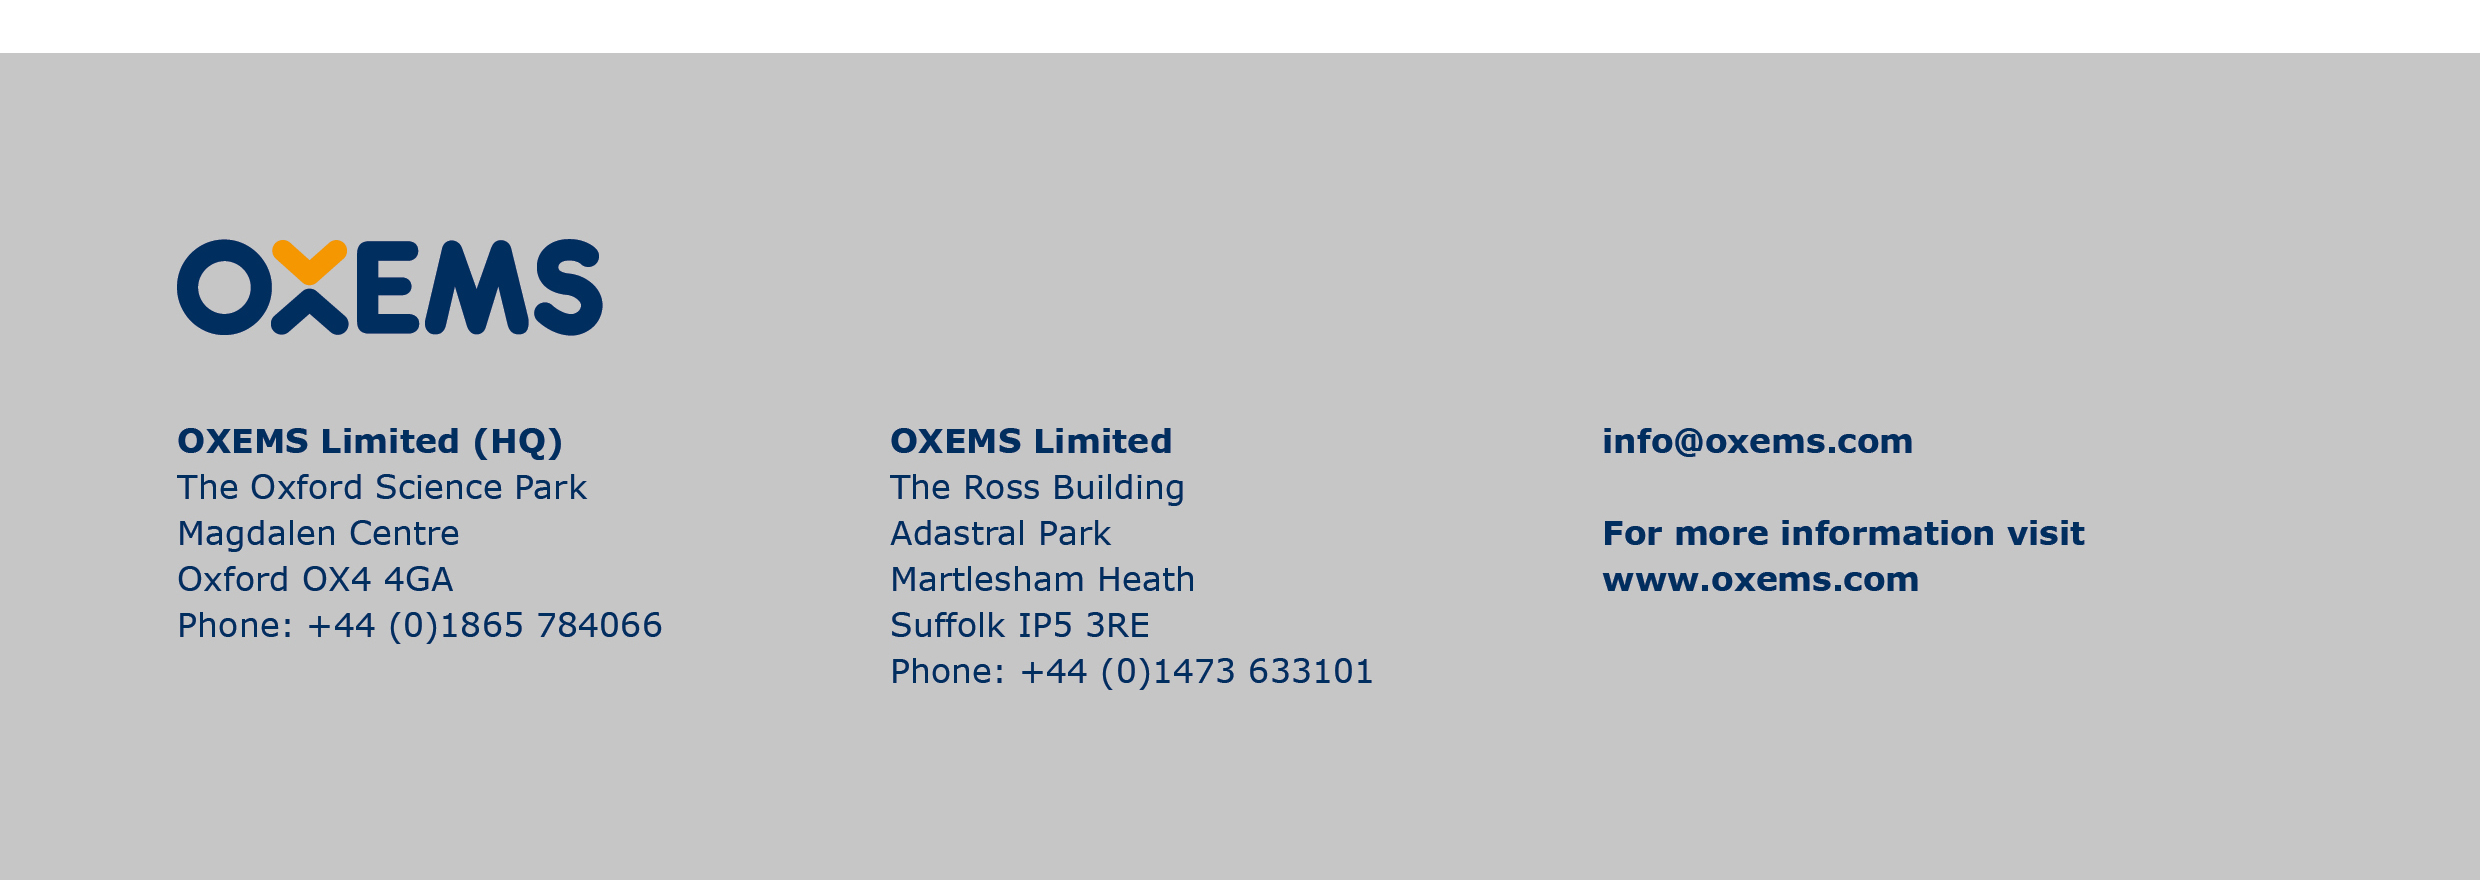 OXEMS
OXEMS Limited (HQ)
The Oxford Science Park
Magdalen Centre
Oxford OX4 4GA
Phone: +44 (0)1865 784066
OXEMS Limited
The Ross Building
Adastral Park
Martlesham Heath
Suffolk IP5 3RE
Phone: +44 (0)1473 633101
info@oxems.com
For more information visit
www.oxems.com